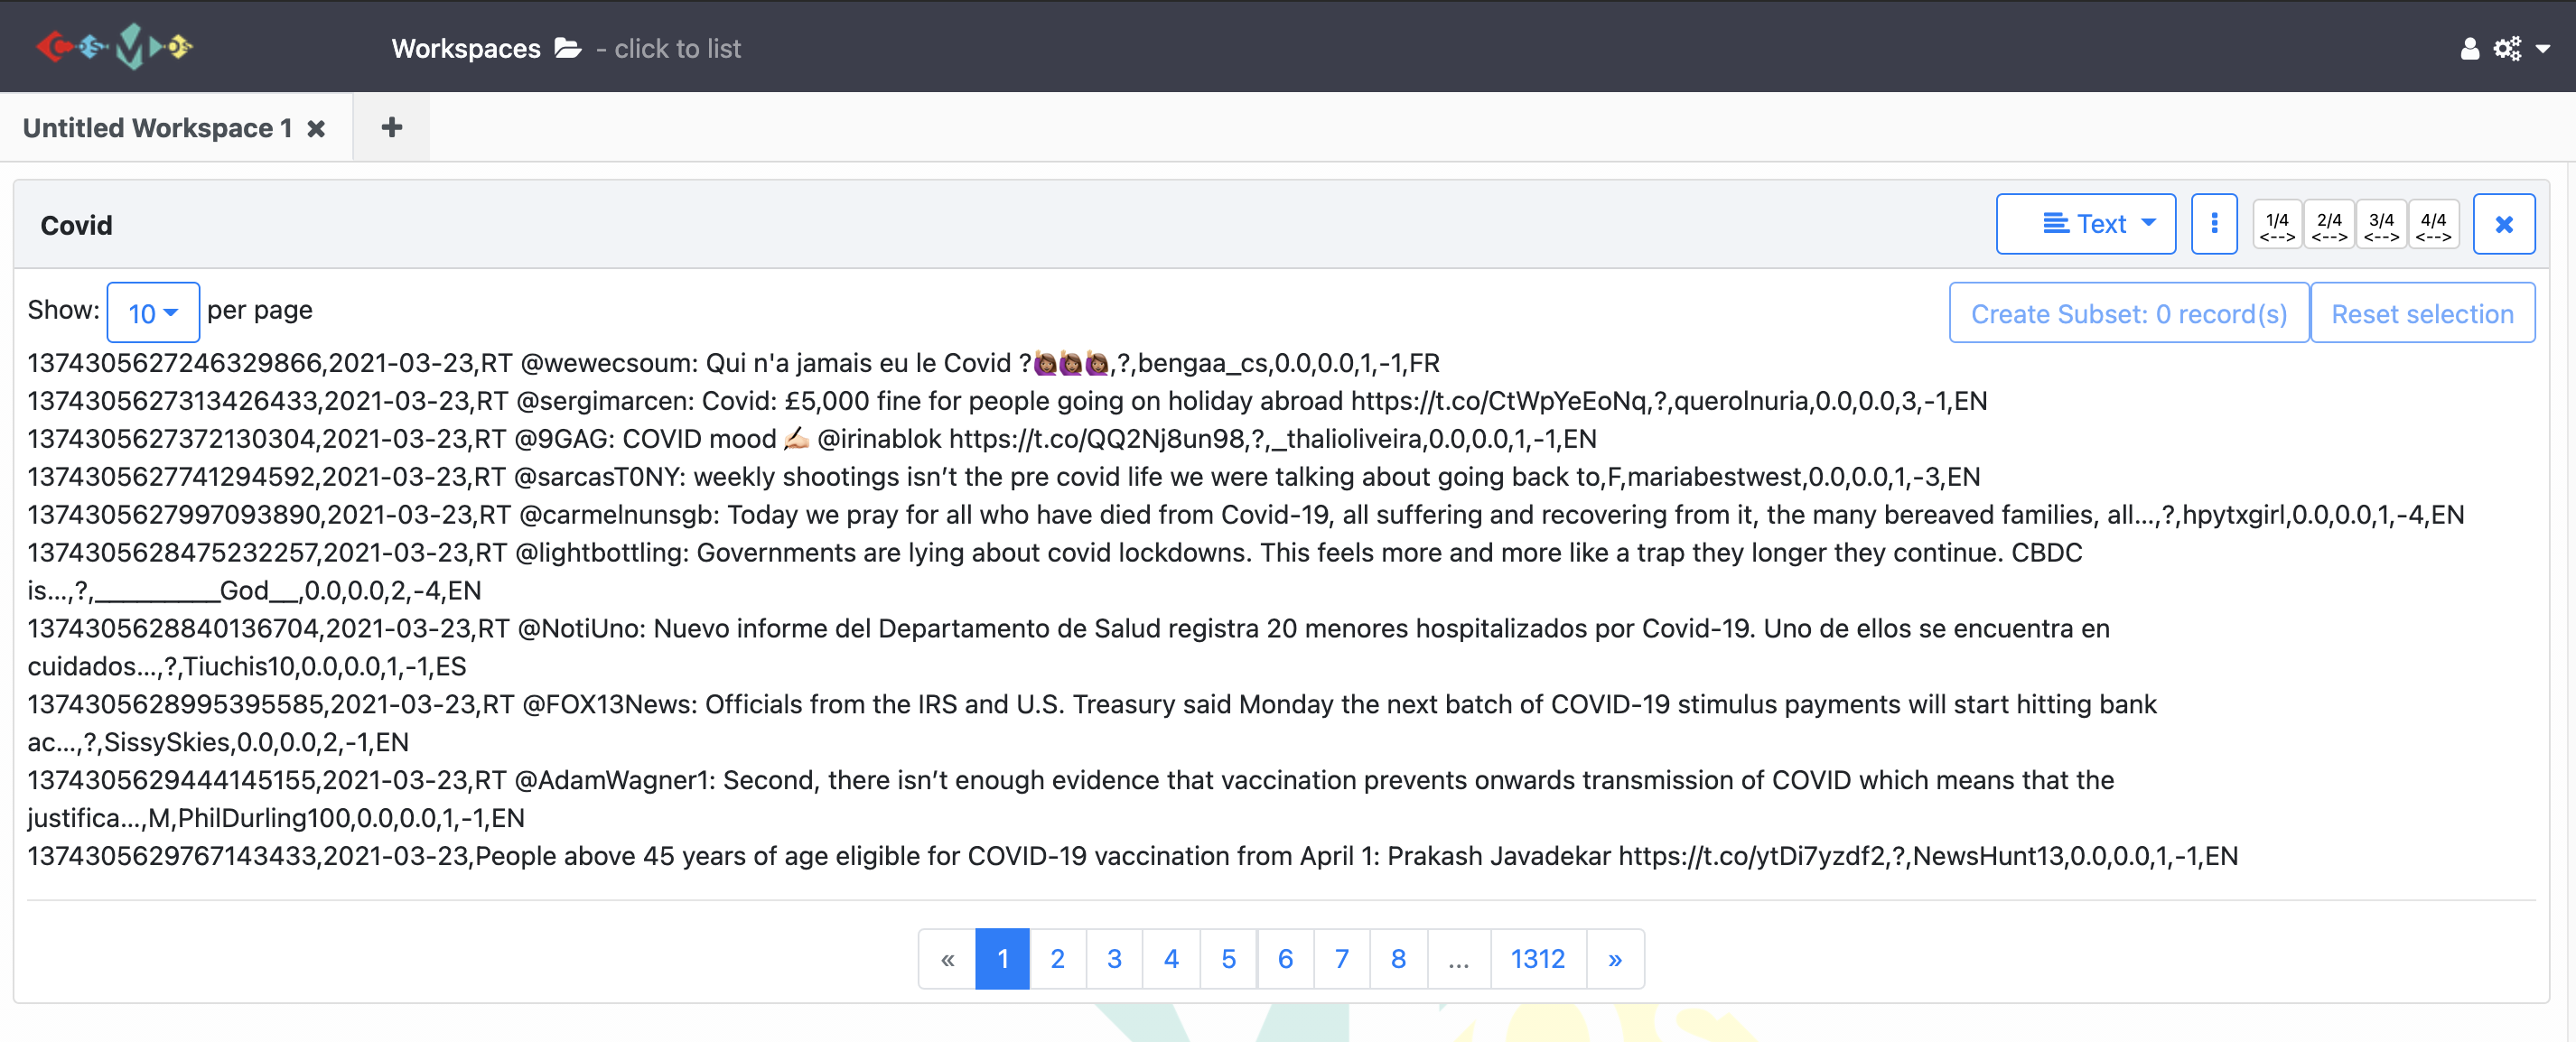 COSMOS
Workspaces - click to list
Untitled Workspace 1 ✖ +
Covid Text 1/4 <--> 2/4 <--> 3/4 <--> 4/4 <-->
Show: 10 per page Create Subset: 0 record(s) Reset selection
1374305627246329866,2021-03-23,RT @wewecsoum: Qui n'a jamais eu le Covid ?🙋🏽‍♀️🙋🏽‍♀️🙋🏽‍♀️,?,bengaa_cs,0.0,0.0,1,-1,FR
1374305627313426433,2021-03-23,RT @sergimarcen: Covid: £5,000 fine for people going on holiday abroad https://t.co/CtWpYeEoNq,?,querolnuria,0.0,0.0,3,-1,EN
1374305627372130304,2021-03-23,RT @9GAG: COVID mood ✍🏻 @irinablok https://t.co/QQ2Nj8un98,?,_thalioliveira,0.0,0.0,1,-1,EN
1374305627741294592,2021-03-23,RT @sarcasT0NY: weekly shootings isn’t the pre covid life we were talking about going back to,F,mariabestwest,0.0,0.0,1,-3,EN
1374305627997093890,2021-03-23,RT @carmelnunsgb: Today we pray for all who have died from Covid-19, all suffering and recovering from it, the many bereaved families, all…,?,hpytxgirl,0.0,0.0,1,-4,EN
1374305628475232257,2021-03-23,RT @lightbottling: Governments are lying about covid lockdowns. This feels more and more like a trap they longer they continue. CBDC
is…,?,_________God__,0.0,0.0,2,-4,EN
1374305628840136704,2021-03-23,RT @NotiUno: Nuevo informe del Departamento de Salud registra 20 menores hospitalizados por Covid-19. Uno de ellos se encuentra en
cuidados…,?,Tiuchis10,0.0,0.0,1,-1,ES
1374305628995395585,2021-03-23,RT @FOX13News: Officials from the IRS and U.S. Treasury said Monday the next batch of COVID-19 stimulus payments will start hitting bank
ac…,?,SissySkies,0.0,0.0,2,-1,EN
1374305629444145155,2021-03-23,RT @AdamWagner1: Second, there isn’t enough evidence that vaccination prevents onwards transmission of COVID which means that the
justifica…,M,PhilDurling100,0.0,0.0,1,-1,EN
1374305629767143433,2021-03-23,People above 45 years of age eligible for COVID-19 vaccination from April 1: Prakash Javadekar https://t.co/ytDi7yzdf2,?,NewsHunt13,0.0,0.0,1,-1,EN
« 1 2 3 4 5 6 7 8 ... 1312 »